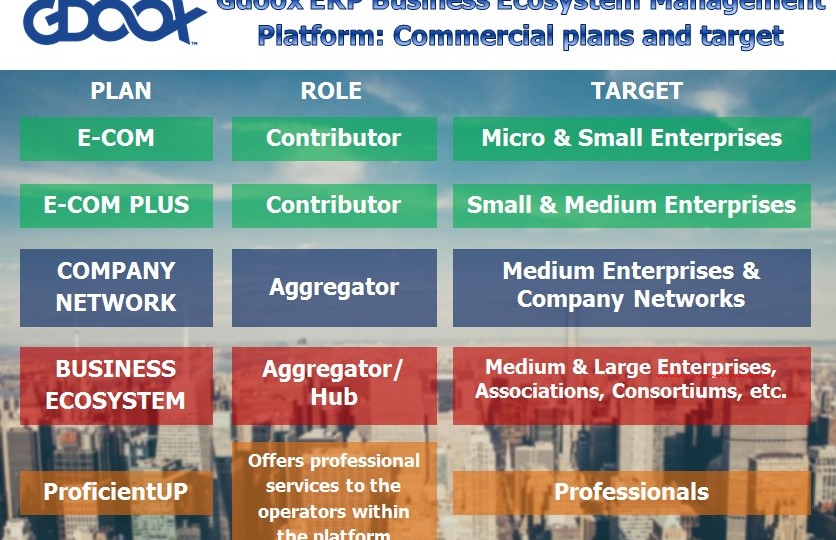 GDOOX™
Gdoox ERP Business Ecosystem Management
Platform: Commercial plans and target
PLAN ROLE TARGET
E-COM Contributor Micro & Small Enterprises
E-COM PLUS Contributor Small & Medium Enterprises
COMPANY
NETWORK
Aggregator
Medium Enterprises &
Company Networks
BUSINESS
ECOSYSTEM
Aggregator/
Hub
Medium & Large Enterprises,
Associations, Consortiums, etc.
ProficientUP
Offers professional
services to the
operators within
the platform
Professionals